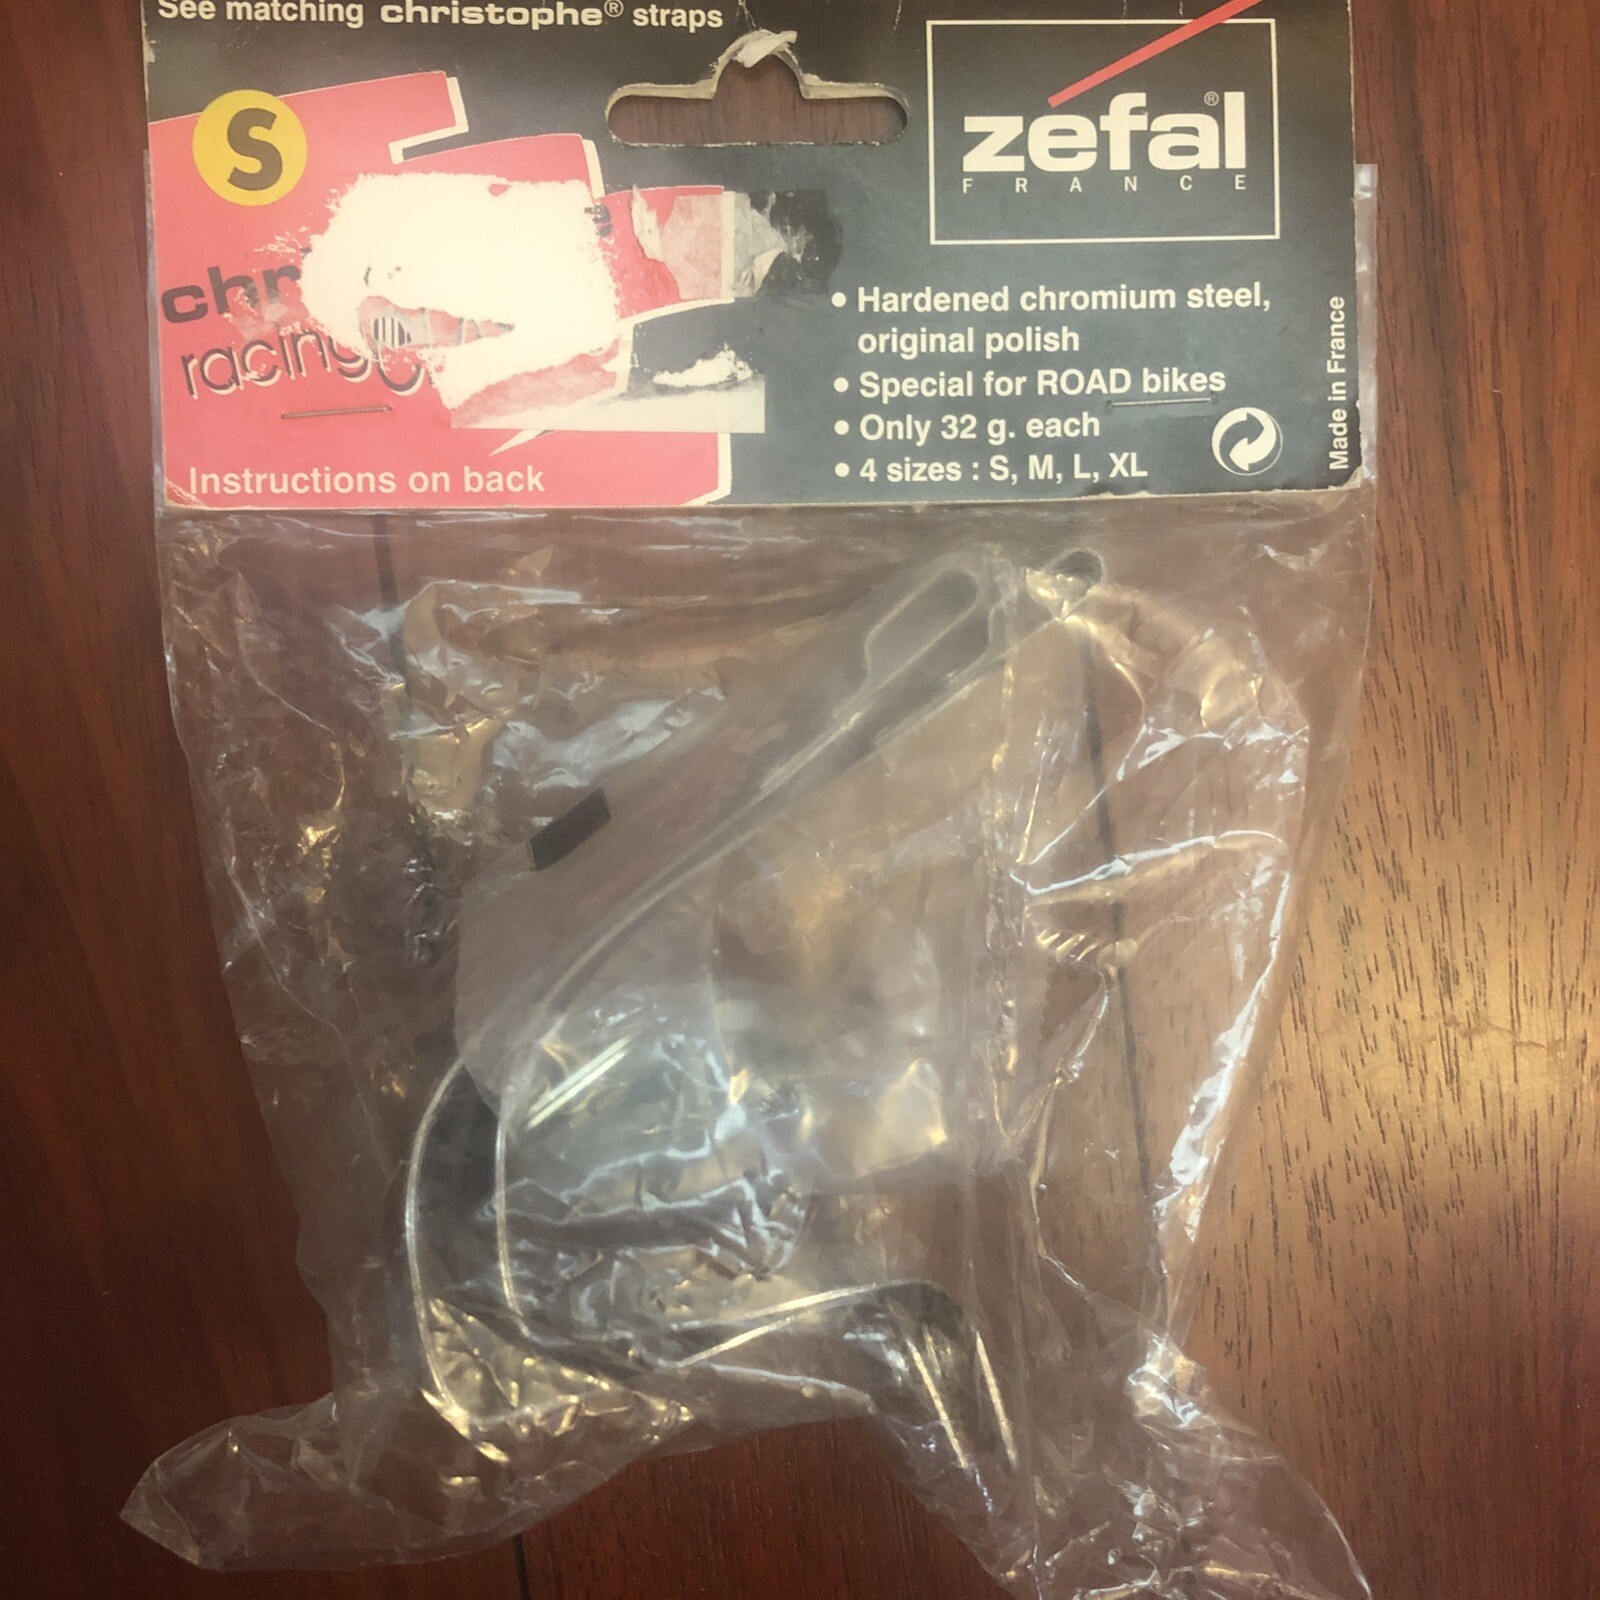 See matching christophe® straps
S
zefal®
FRANCE
racing
Instructions on back
• Hardened chromium steel,
original polish
• Special for ROAD bikes
• Only 32 g. each
• 4 sizes : S, M, L, XL
Made in France